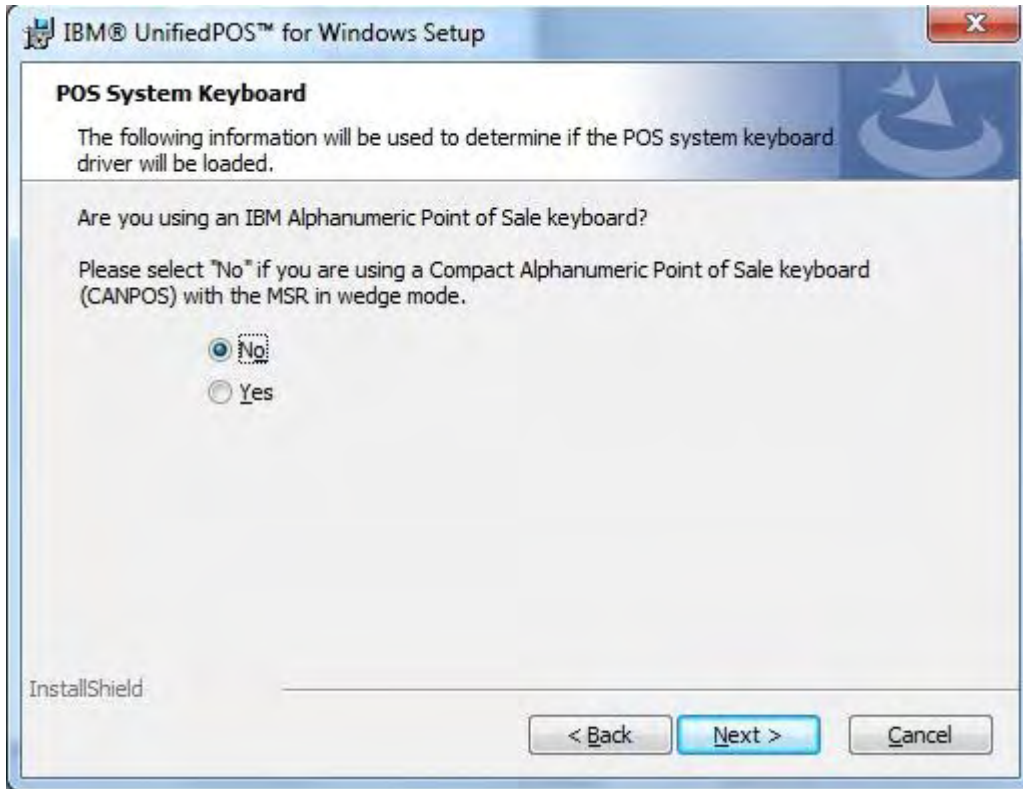 IBM® UnifiedPOS™ for Windows Setup
POS System Keyboard
The following information will be used to determine if the POS system keyboard
driver will be loaded.
Are you using an IBM Alphanumeric Point of Sale keyboard?
Please select "No" if you are using a Compact Alphanumeric Point of Sale keyboard
(CANPOS) with the MSR in wedge mode.
No
Yes
InstallShield
< Back Next > Cancel